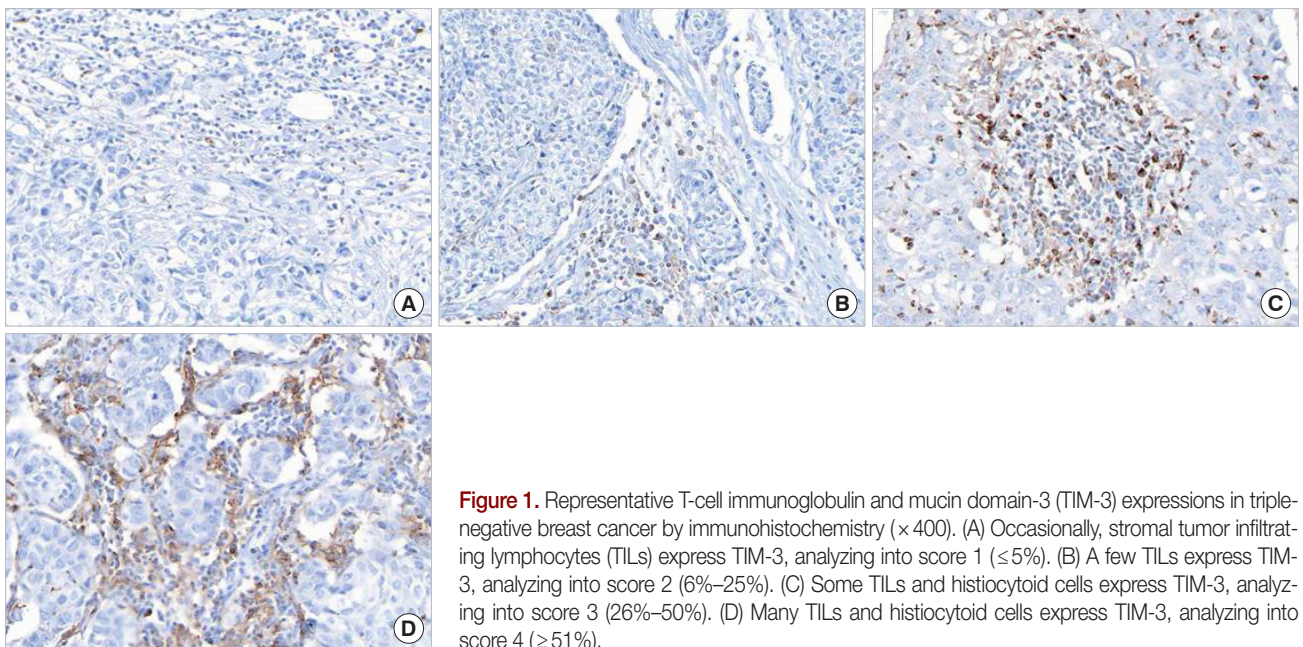 A
B
C
D
Figure 1. Representative T-cell immunoglobulin and mucin domain-3 (TIM-3) expressions in triple-
negative breast cancer by immunohistochemistry (×400). (A) Occasionally, stromal tumor infiltrat-
ing lymphocytes (TILs) express TIM-3, analyzing into score 1 (≤5%). (B) A few TILs express TIM-
3, analyzing into score 2 (6%–25%). (C) Some TILs and histiocytoid cells express TIM-3, analyz-
ing into score 3 (26%–50%). (D) Many TILs and histiocytoid cells express TIM-3, analyzing into
score 4 (≥51%).